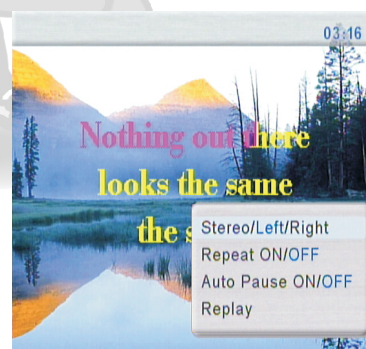 03:16
Nothing out there
looks the same
the s
Stereo/Left/Right
Repeat ON/OFF
Auto Pause ON/OFF
Replay